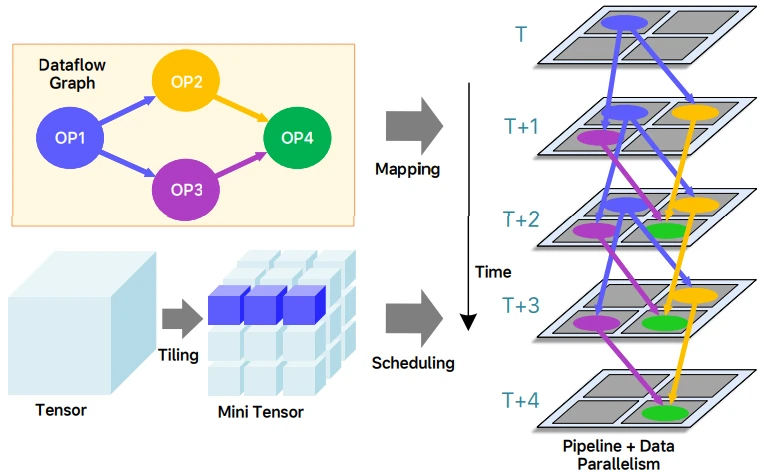 Dataflow
Graph
OP1
OP2
OP3
OP4
Mapping
Tensor
Tiling
Mini Tensor
Scheduling
Time
T
T+1
T+2
T+3
T+4
Pipeline + Data
Parallelism